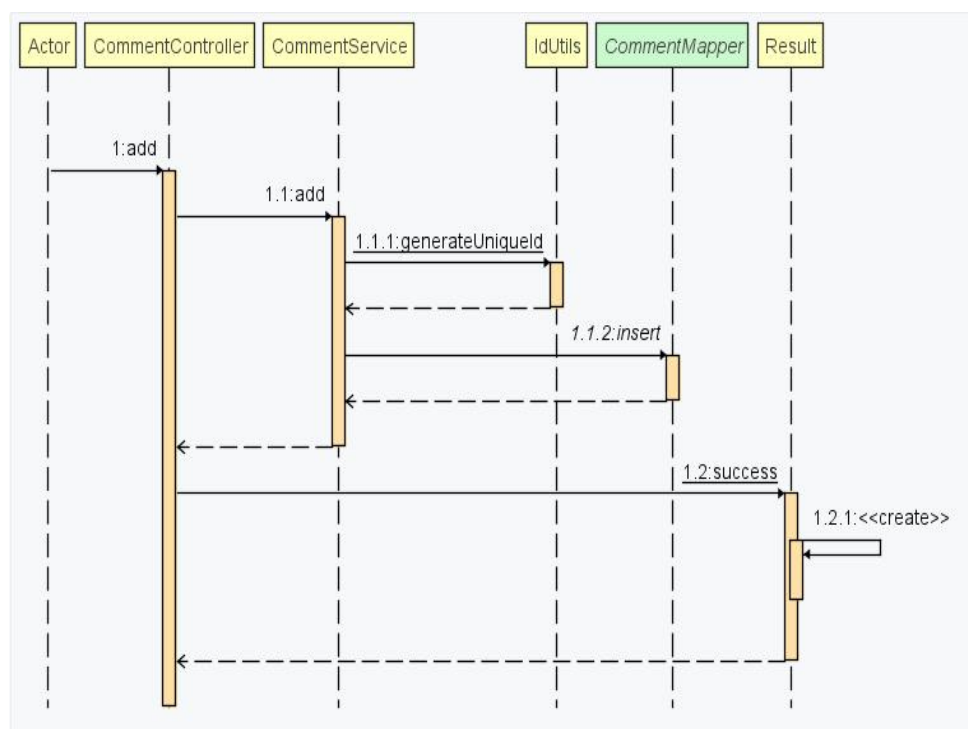 Actor
CommentController
CommentService
IdUtils
CommentMapper
Result
1:add
1.1:add
1.1.1:generateUniqueId
1.1.2:insert
1.2:success
1.2.1:<<create>>